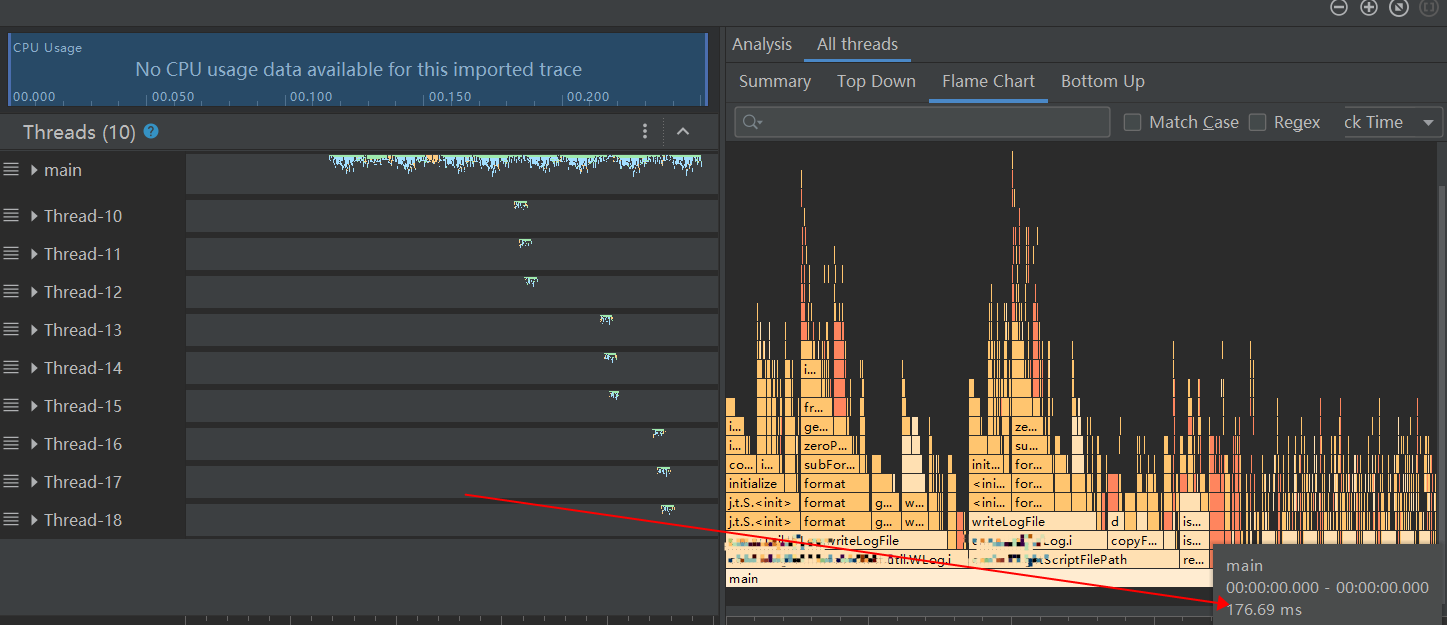 CPU Usage
No CPU usage data available for this imported trace
00.000
00.050
00.100
00.150
00.200
Threads (10)
main
Thread-10
Thread-11
Thread-12
Thread-13
Thread-14
Thread-15
Thread-16
Thread-17
Thread-18
Analysis
All threads
Summary
Top Down
Flame Chart
Bottom Up
Match Case
Regex
ck Time
i...
fr...
i... ge... ze...
i... zeroP... su...
co... i... subFor... init... for...
initialize format <ini... for...
j.t.S.<init> format g... w... <ini... for...
j.t.S.<init> format g... w... writeLogFile d is...
writeLogFile Log.i copyF... is...
util.WLog.i tScriptFilePath re...
main
main
00:00:00.000 - 00:00:00.000
176.69 ms